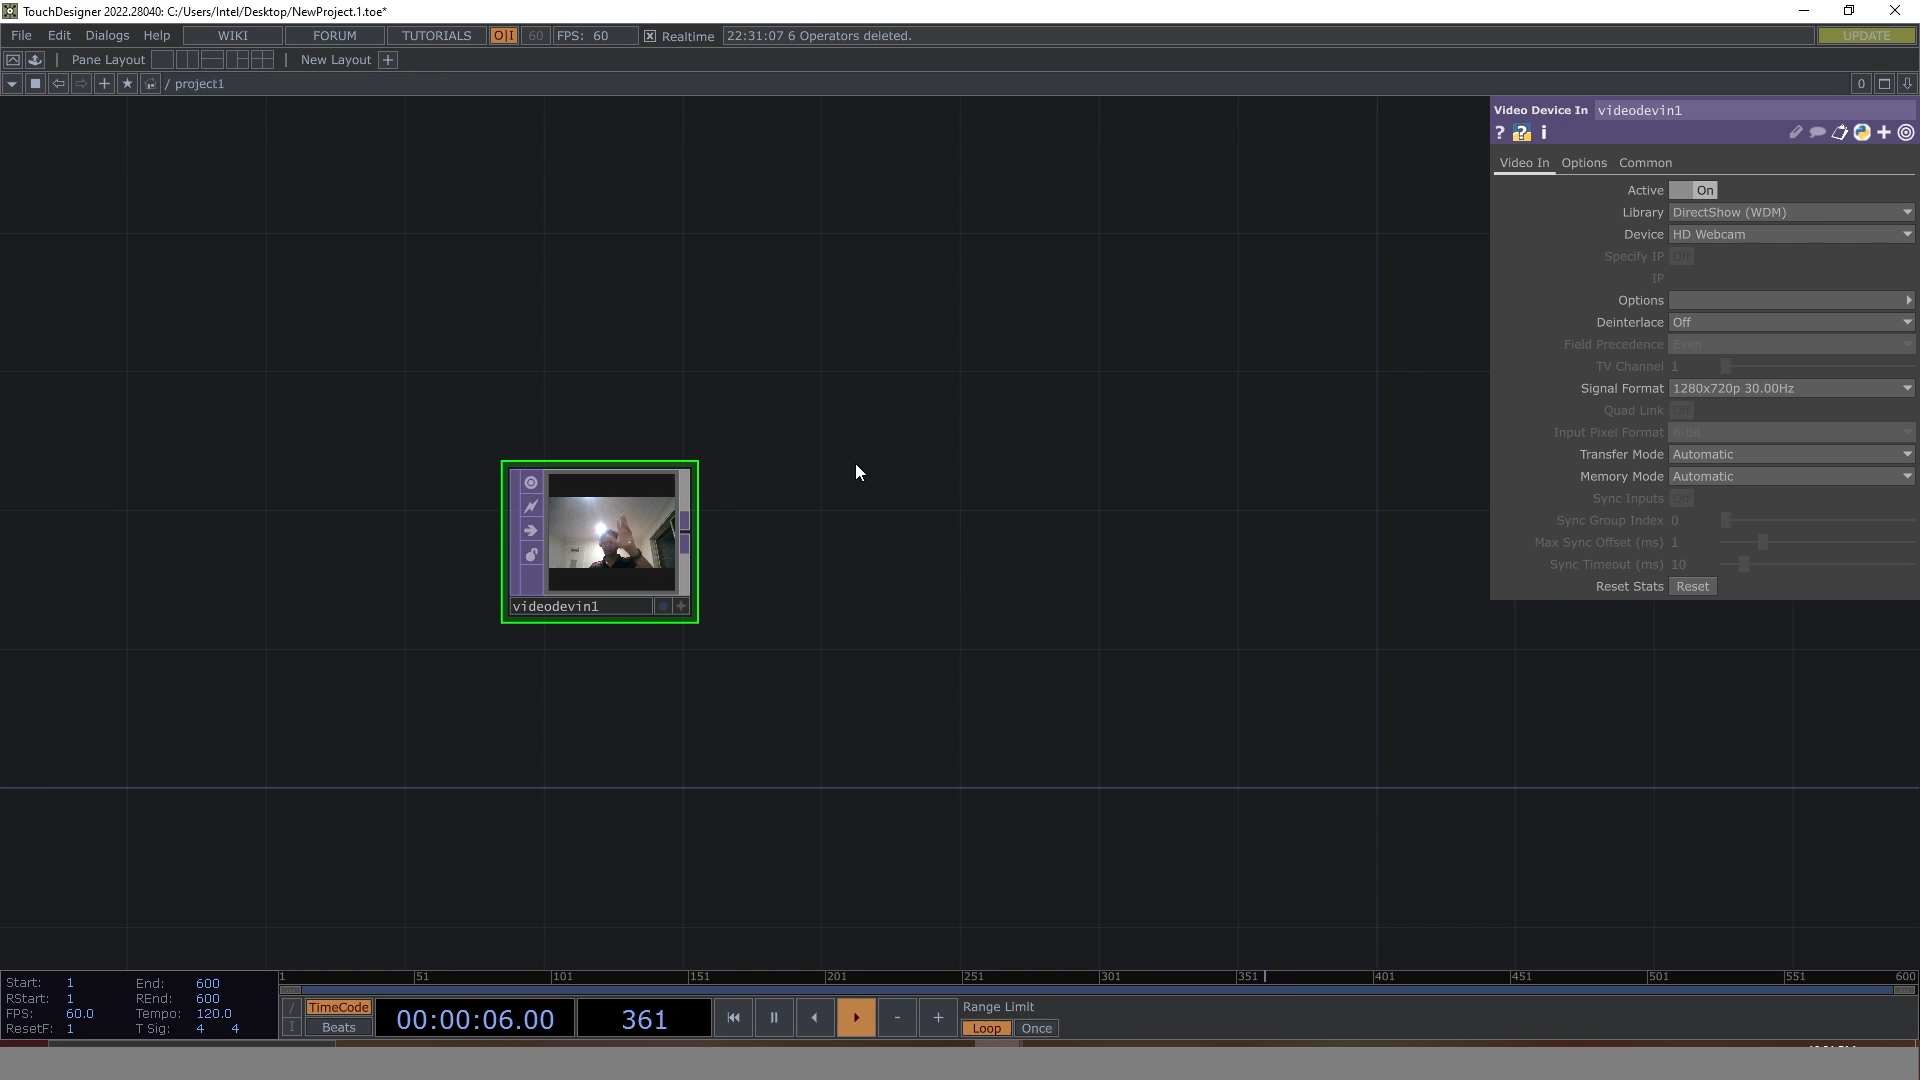 TouchDesigner 2022.28040: C:/Users/Intel/Desktop/NewProject.1.toe*
File Edit Dialogs Help WIKI FORUM TUTORIALS O|I 60 FPS: 60 Realtime 22:31:07 6 Operators deleted. UPDATE
Pane Layout New Layout +
/ project1 0
Video Device In videodevin1
? ? i
Video In Options Common
Active On
Library DirectShow (WDM)
Device HD Webcam
Specify IP Off
IP
Options
Deinterlace Off
Field Precedence Even
TV Channel 1
Signal Format 1280x720p 30.00Hz
Quad Link Off
Input Pixel Format 8-bit
Transfer Mode Automatic
Memory Mode Automatic
Sync Inputs Off
Sync Group Index 0
Max Sync Offset (ms) 1
Sync Timeout (ms) 10
Reset Stats Reset
videodevin1
1 51 101 151 201 251 301 351 401 451 501 551 600
Start: 1 End: 600
RStart: 1 REnd: 600
FPS: 60.0 Tempo: 120.0
ResetF: 1 T Sig: 4 4
/ TimeCode
I Beats
00:00:06.00 361
- +
Range Limit
Loop Once